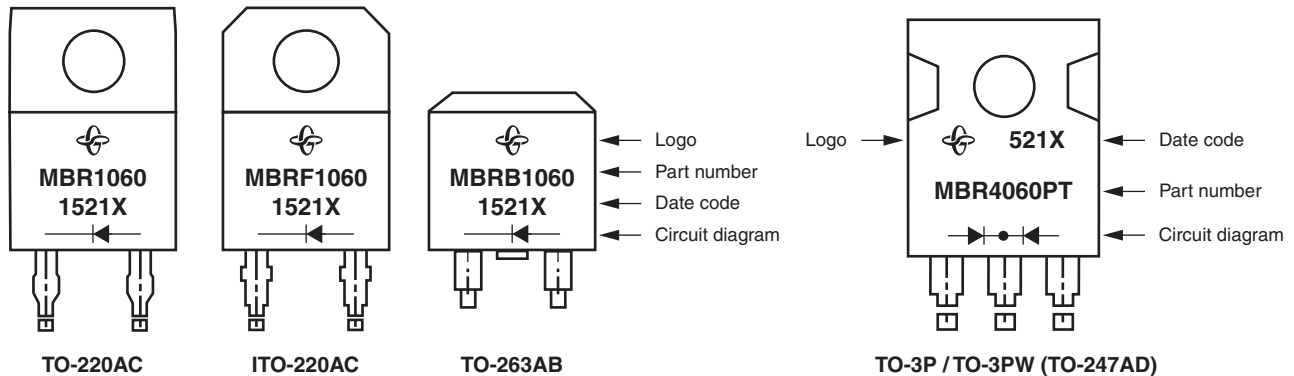 MBR1060
1521X
TO-220AC
MBRF1060
1521X
ITO-220AC
MBRB1060
1521X
TO-263AB
Logo
Part number
Date code
Circuit diagram
Logo
521X
MBR4060PT
Date code
Part number
Circuit diagram
TO-3P / TO-3PW (TO-247AD)